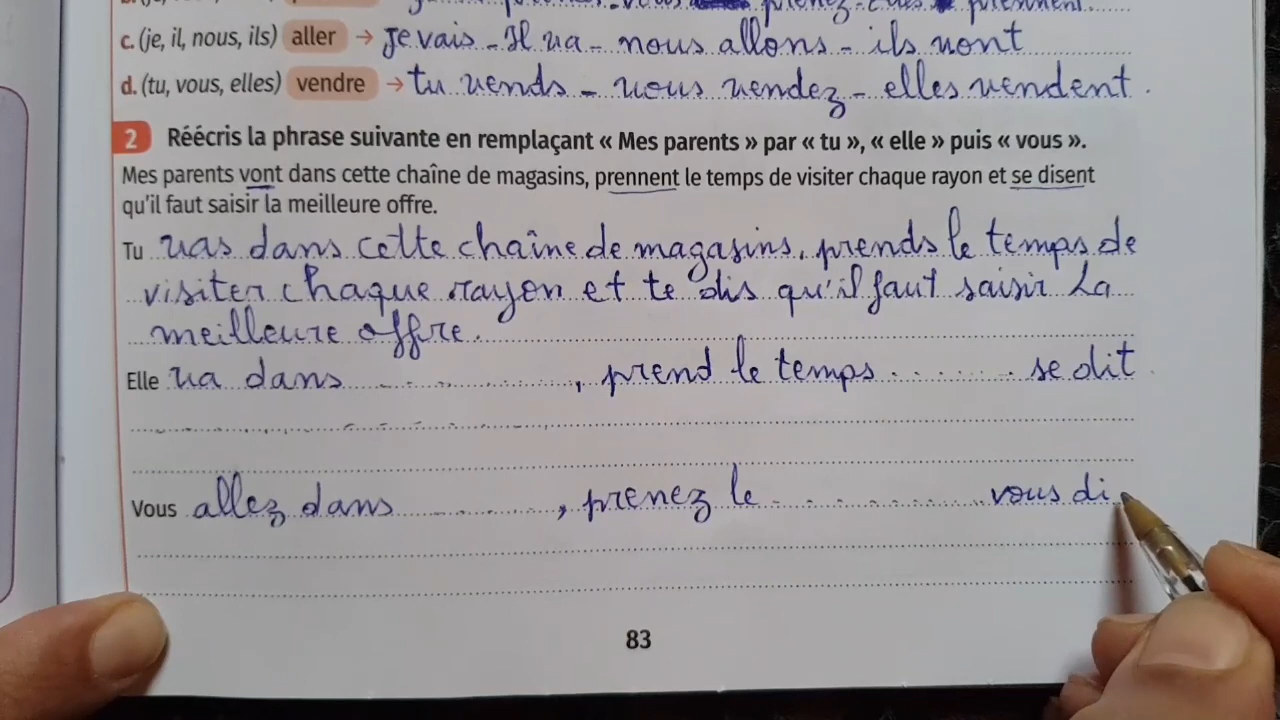 prenez - prennent.
c. (je, il, nous, ils) aller → je vais - Il va - nous allons - ils vont
d. (tu, vous, elles) vendre → tu vends - vous vendez - elles vendent.
2 Réécris la phrase suivante en remplaçant « Mes parents » par « tu », « elle » puis « vous ».
Mes parents vont dans cette chaîne de magasins, prennent le temps de visiter chaque rayon et se disent
qu'il faut saisir la meilleure offre.
Tu vas dans cette chaîne de magasins, prends le temps de
visiter chaque rayon et te dis qu'il faut saisir la
meilleure offre.
Elle va dans ............, prend le temps ....... se dit
Vous allez dans ............, prenez le ............ vous di
83